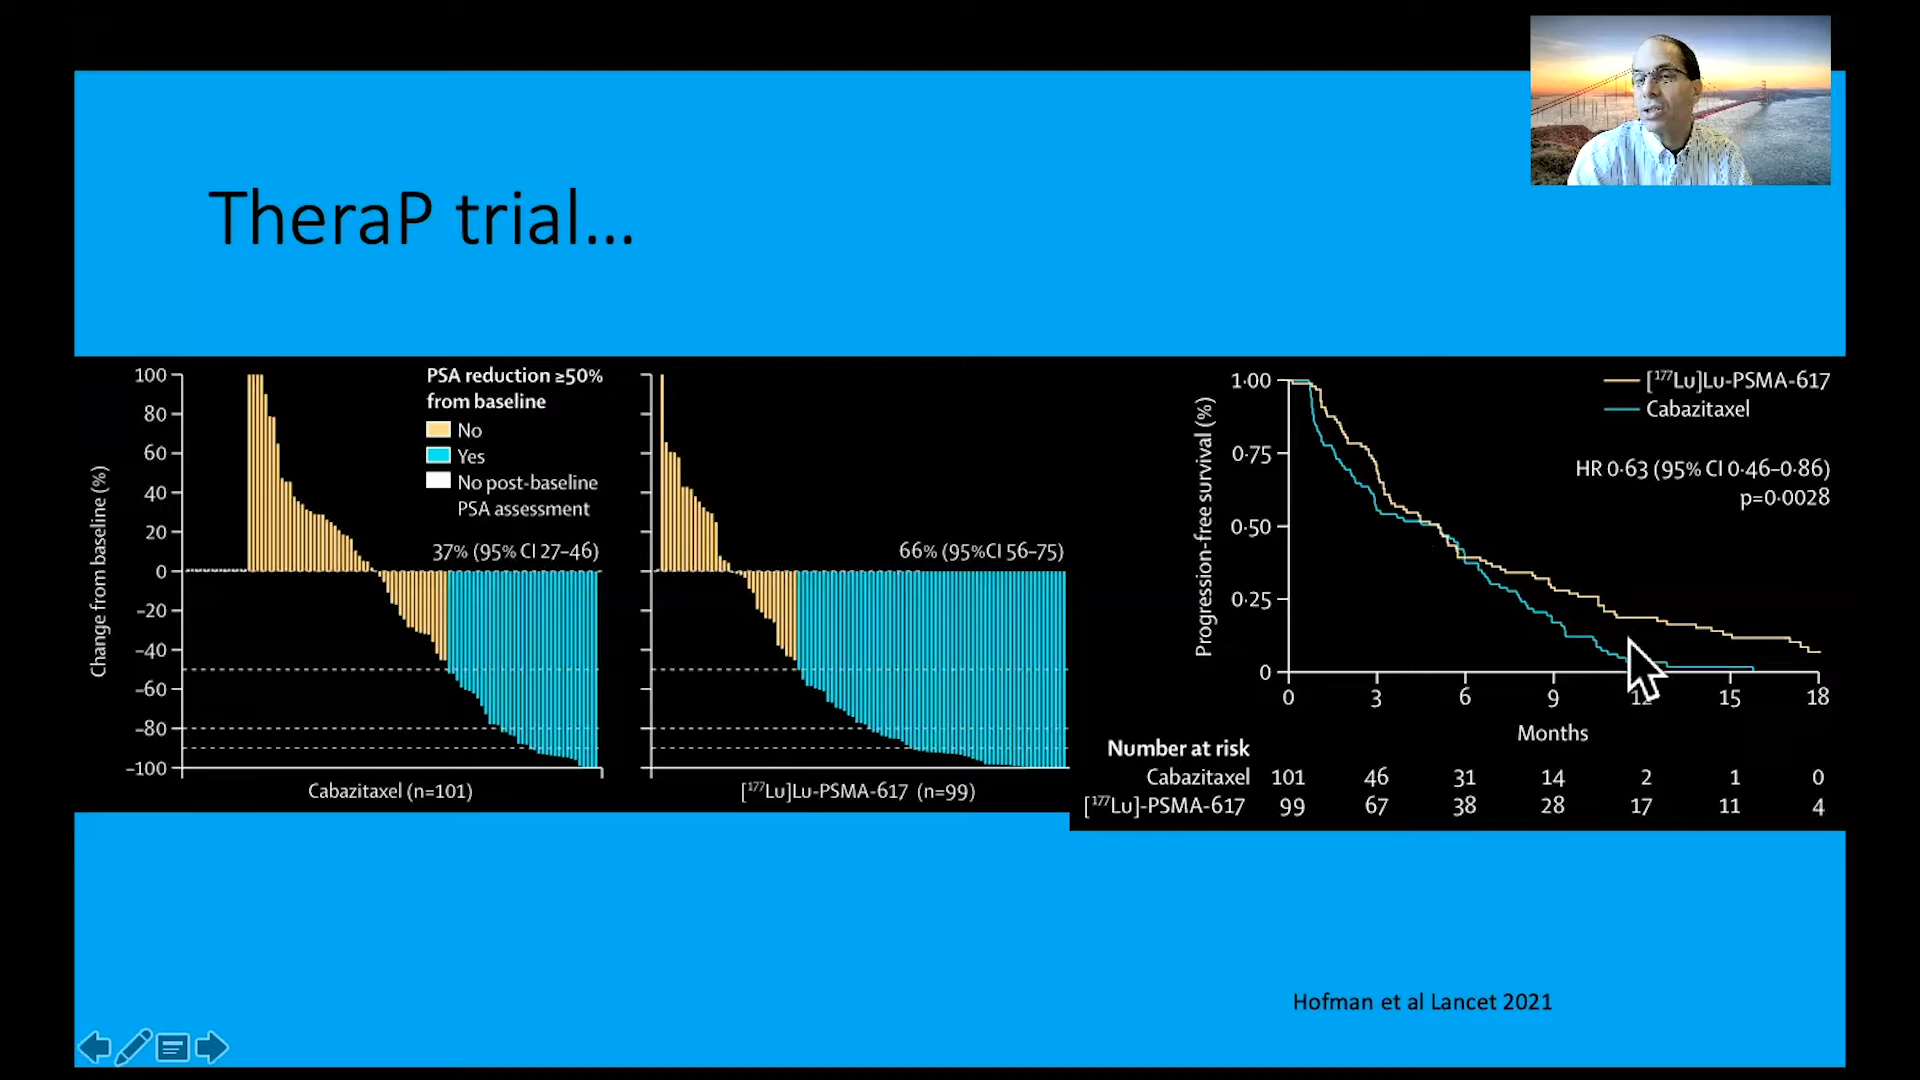 TheraP trial...
100
80
60
40
20
0
–20
–40
–60
–80
–100
Change from baseline (%)
PSA reduction ≥50%
from baseline
No
Yes
No post-baseline
PSA assessment
37% (95% CI 27–46)
Cabazitaxel (n=101)
66% (95%CI 56–75)
[¹⁷⁷Lu]Lu-PSMA-617 (n=99)
Progression-free survival (%)
1·00
0·75
0·50
0·25
0
[¹⁷⁷Lu]Lu-PSMA-617
Cabazitaxel
HR 0·63 (95% CI 0·46–0·86)
p=0·0028
0 3 6 9 12 15 18
Months
Number at risk
Cabazitaxel 101 46 31 14 2 1 0
[¹⁷⁷Lu]-PSMA-617 99 67 38 28 17 11 4
Hofman et al Lancet 2021